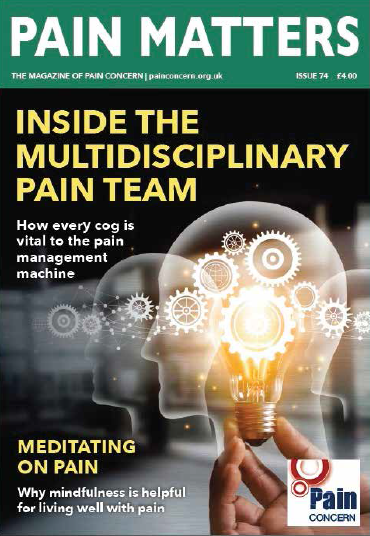 PAIN MATTERS
THE MAGAZINE OF PAIN CONCERN | painconcern.org.uk ISSUE 74 £4.00
INSIDE THE
MULTIDISCIPLINARY
PAIN TEAM
How every cog is
vital to the pain
management
machine
MEDITATING
ON PAIN
Why mindfulness is helpful
for living well with pain
Pain
CONCERN